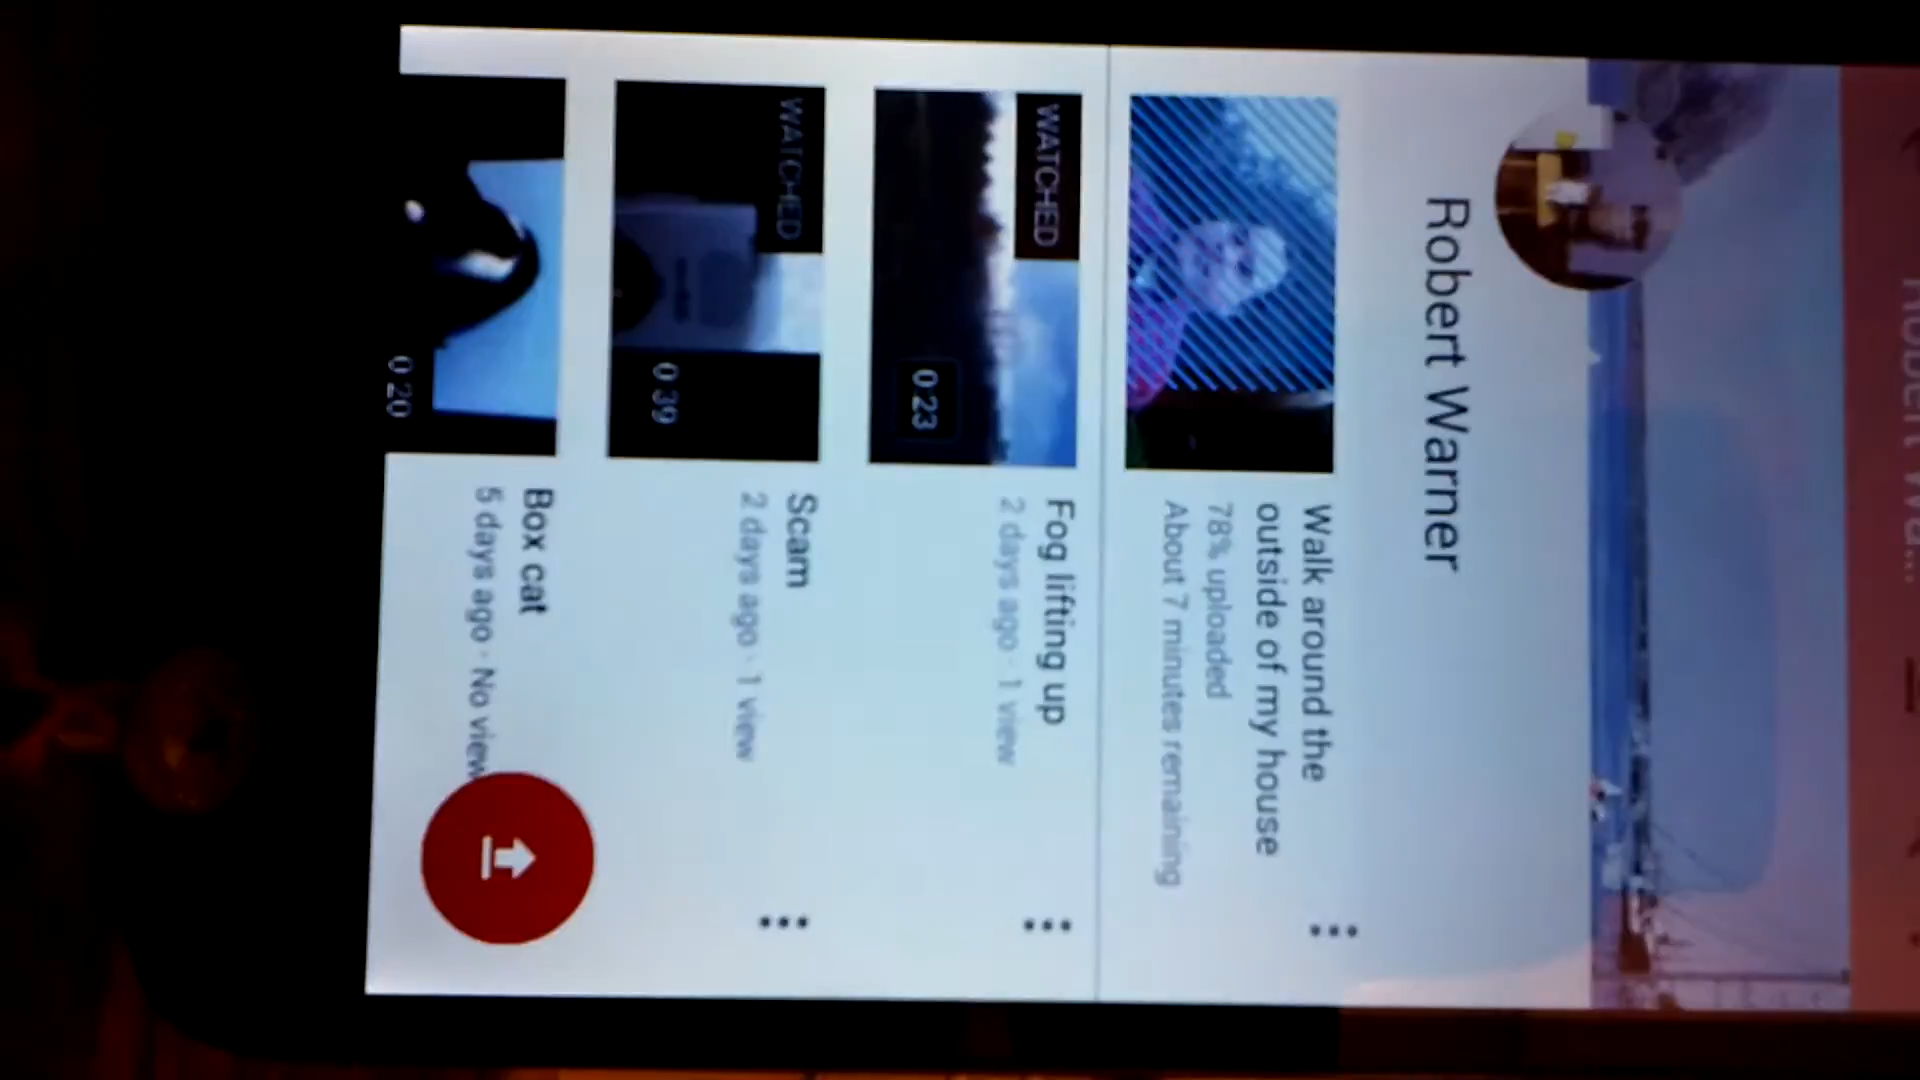 Robert Wa...
Robert Warner
Walk around the
outside of my house
78% uploaded
About 7 minutes remaining
WATCHED
0:23
Fog lifting up
2 days ago · 1 view
WATCHED
0:39
Scam
2 days ago · 1 view
0:20
Box cat
5 days ago · No view